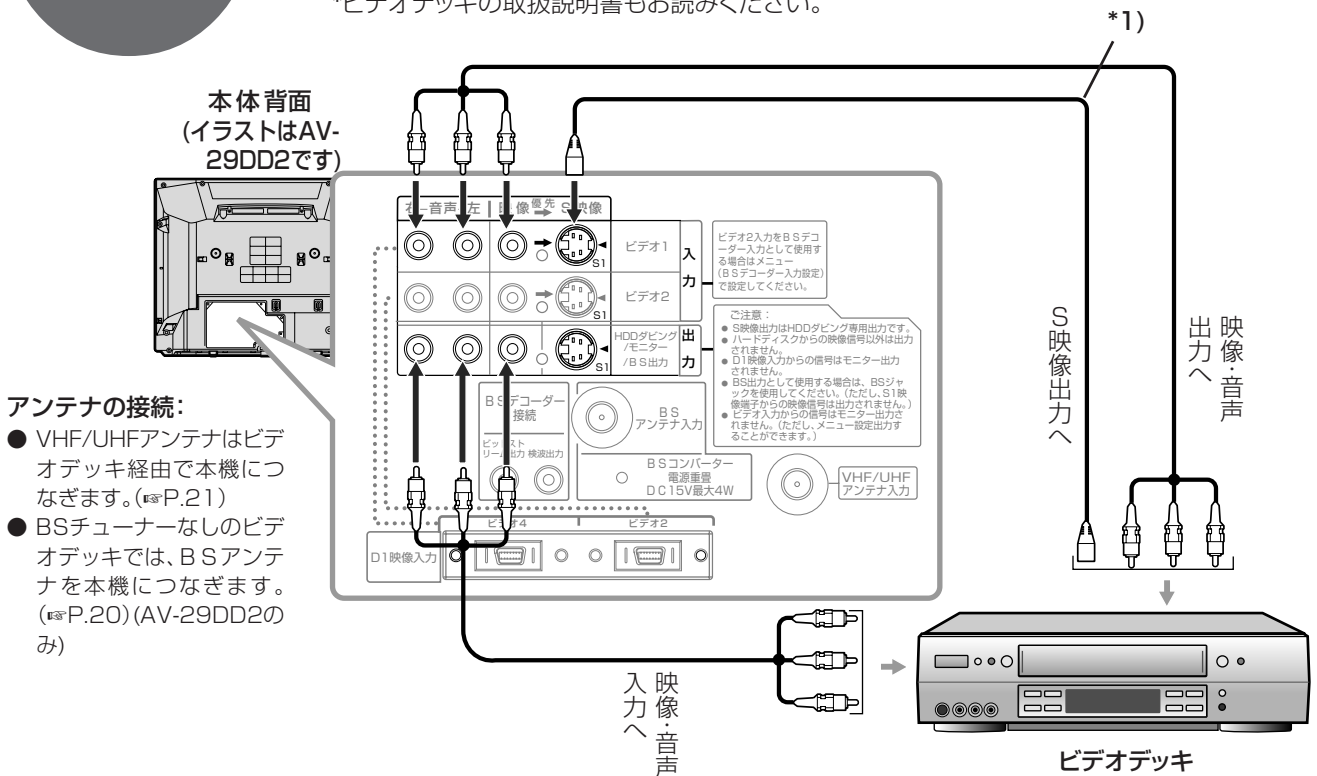 *ビデオデッキの取扱説明書もお読みください。
*1)
本体背面
(イラストはAV-
29DD2です)
右–音声–左
映像
優先
S映像
ビデオ1
S1
入
力
ビデオ2をBSデコ
ーダー入力として使用す
る場合はメニュー
(BSデコーダー入力設定)
で設定してください。
ビデオ2
S1
HDDダビング
/モニター
/BS出力
S1
出
力
ご注意：
● S映像出力はHDDダビング専用出力です。
● ハードディスクからの映像信号以外は出力
されません。
● D1映像入力からの信号はモニター出力
されません。
● BS出力として使用する場合は、BSジャ
ックを使用してください。(ただし、S1映
像端子からの映像信号は出力されません。)
● ビデオ入力からの信号はモニター出力さ
れません。(ただし、メニュー設定出力す
ることができます。)
BSデコーダー
接続
ビットスト
リーム出力 検波出力
BS
アンテナ入力
BSコンバーター
電源重畳
DC15V最大4W
VHF/UHF
アンテナ入力
ビデオ4
ビデオ2
D1映像入力
アンテナの接続：
● VHF/UHFアンテナはビデ
オデッキ経由で本機につ
なぎます。(☞P.21)
● BSチューナーなしのビデ
オデッキでは、BSアンテ
ナを本機につなぎます。
(☞P.20)(AV-29DD2の
み)
S映像出力へ
映像・音声
出力へ
映像・音声
入力へ
ビデオデッキ